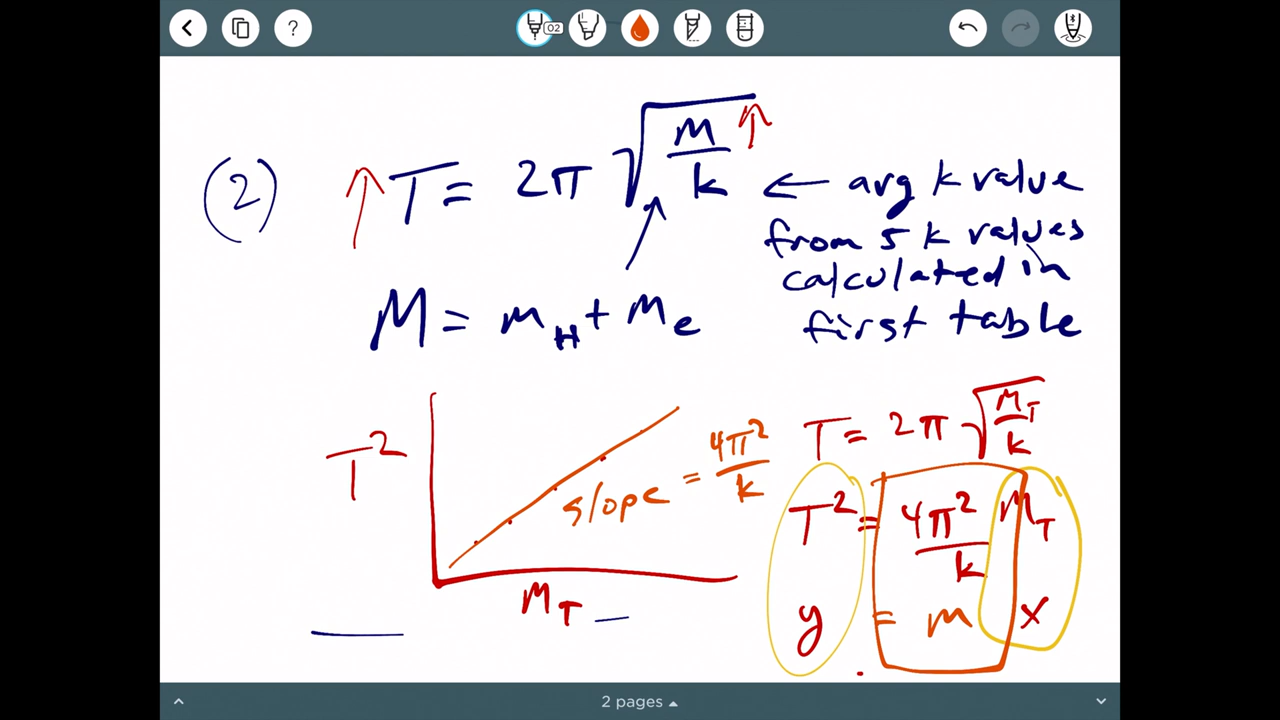 02
?
(2) ↑T = 2π √(M/k) ↑ ← avg k value
from 5 k values
calculated in
first table
M = m_H + m_e
T²
slope = 4π²/k
M_T
T = 2π √(M_T/k)
T² = 4π²/k M_T
y = m x
2 pages